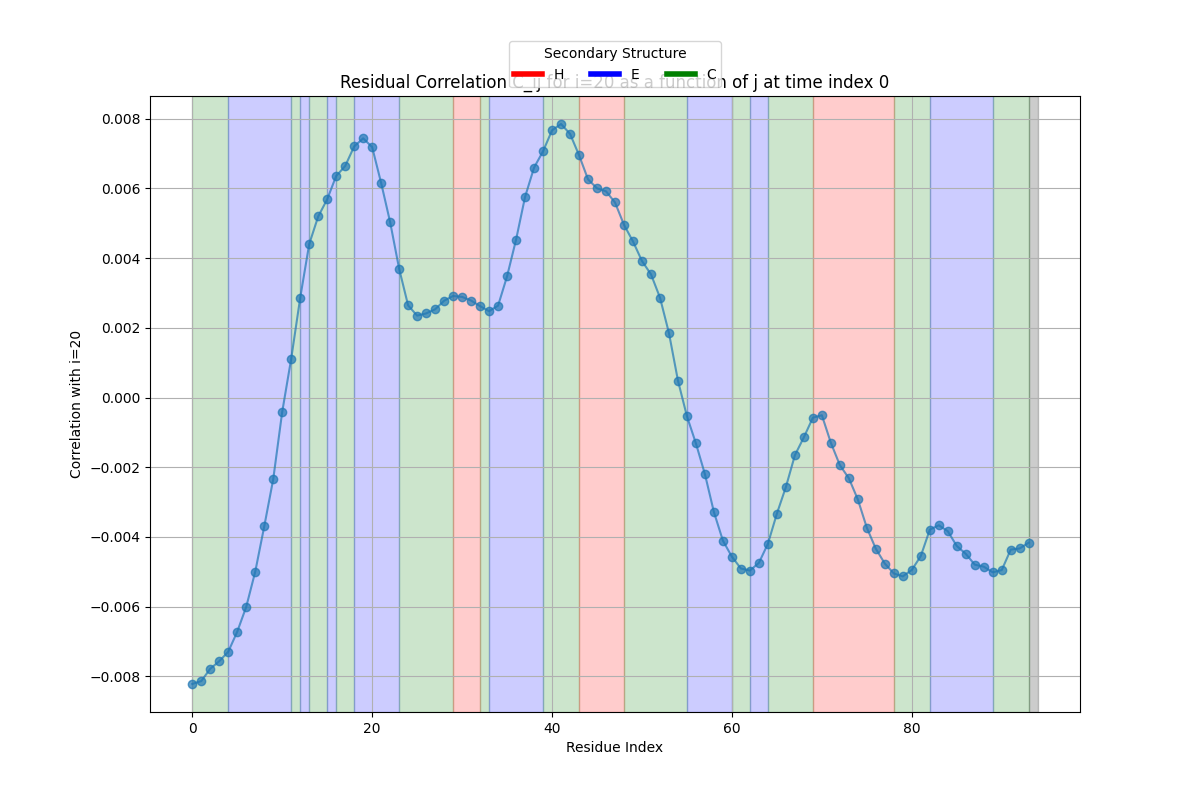 Secondary Structure
H E C
Residual Correlation C_ij for i=20 as a function of j at time index 0
0.008
0.006
0.004
0.002
0.000
−0.002
−0.004
−0.006
−0.008
Correlation with i=20
0 20 40 60 80
Residue Index